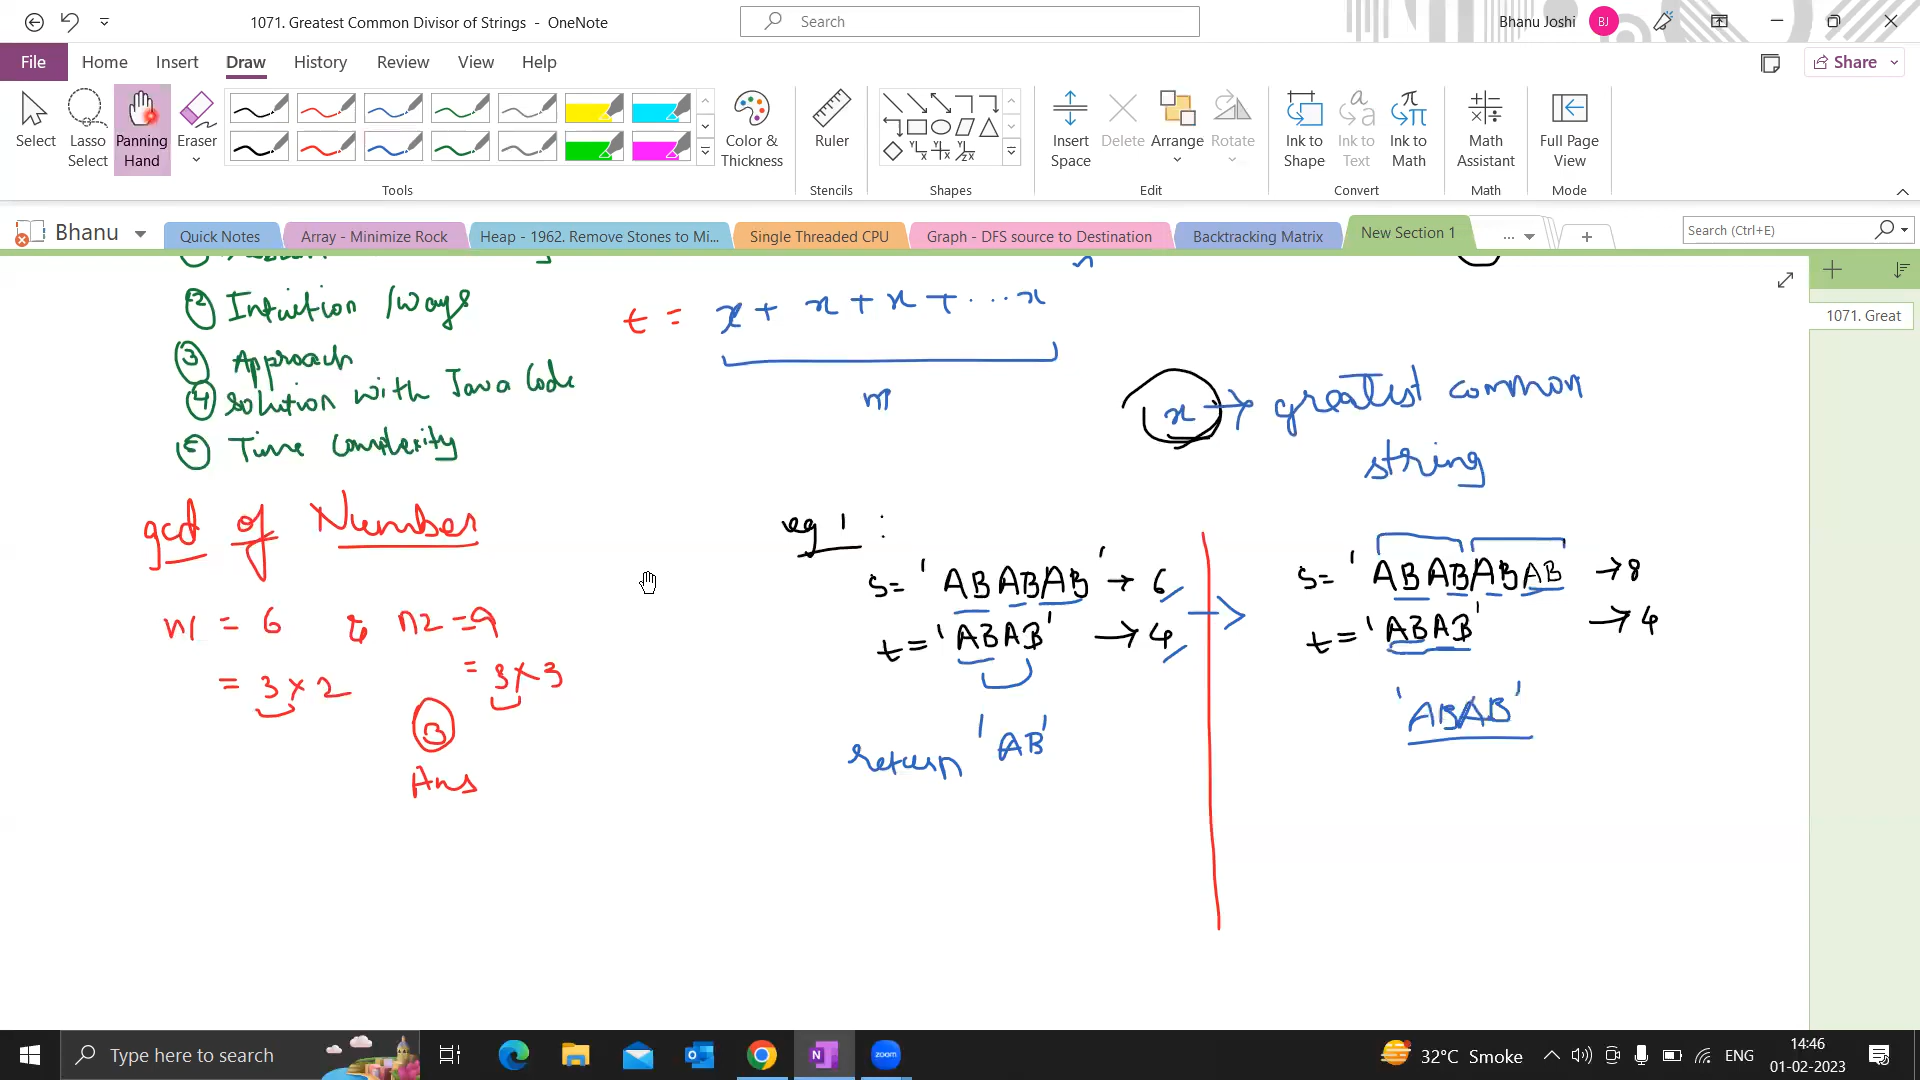 1071. Greatest Common Divisor of Strings - OneNote
Search
Bhanu Joshi
BJ
File Home Insert Draw History Review View Help
Share
Select
Lasso Select
Panning Hand
Eraser
Color & Thickness
Ruler
Insert Space
Delete
Arrange
Rotate
Ink to Shape
Ink to Text
Ink to Math
Math Assistant
Full Page View
Tools Stencils Shapes Edit Convert Math Mode
Bhanu
Quick Notes
Array - Minimize Rock
Heap - 1962. Remove Stones to Mi...
Single Threaded CPU
Graph - DFS source to Destination
Backtracking Matrix
New Section 1
...
Search (Ctrl+E)
1071. Great
② Intuition / Ways
③ Approach
④ Solution with Java Code
⑤ Time Complexity
t = x + x + x + ... x
m
x → greatest common
string
gcd of Number
n1 = 6 & n2 = 9
= 3 x 2 = 3 x 3
③
Ans
eg 1 :
s = 'ABABAB' → 6
t = 'ABAB' → 4
return 'AB'
s = 'ABABABAB → 8
t = 'ABAB' → 4
'ABAB'
Type here to search
zoom
32°C Smoke
ENG
14:46
01-02-2023